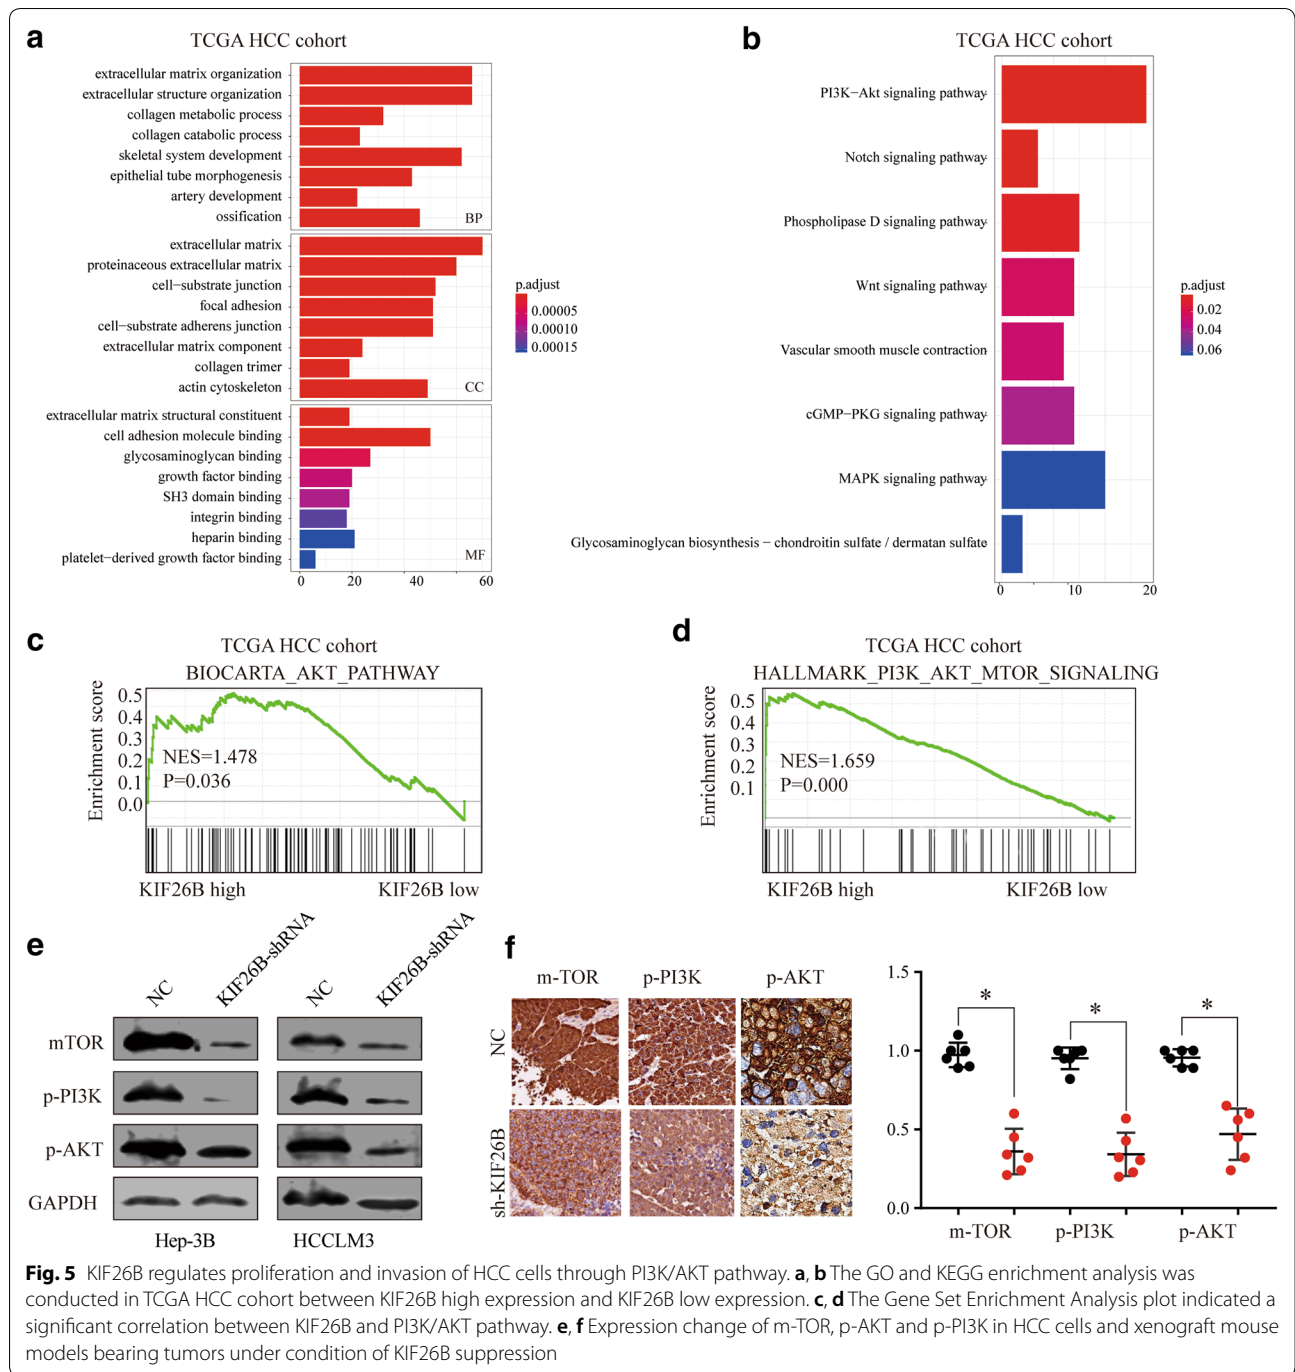 a
TCGA HCC cohort
extracellular matrix organization
extracellular structure organization
collagen metabolic process
collagen catabolic process
skeletal system development
epithelial tube morphogenesis
artery development
ossification
BP
extracellular matrix
proteinaceous extracellular matrix
cell−substrate junction
focal adhesion
cell−substrate adherens junction
extracellular matrix component
collagen trimer
actin cytoskeleton
CC
extracellular matrix structural constituent
cell adhesion molecule binding
glycosaminoglycan binding
growth factor binding
SH3 domain binding
integrin binding
heparin binding
platelet−derived growth factor binding
MF
0 20 40 60
p.adjust
0.00005
0.00010
0.00015
b
TCGA HCC cohort
PI3K−Akt signaling pathway
Notch signaling pathway
Phospholipase D signaling pathway
Wnt signaling pathway
Vascular smooth muscle contraction
cGMP−PKG signaling pathway
MAPK signaling pathway
Glycosaminoglycan biosynthesis − chondroitin sulfate / dermatan sulfate
0 10 20
p.adjust
0.02
0.04
0.06
c
TCGA HCC cohort
BIOCARTA_AKT_PATHWAY
Enrichment score
0.5
0.4
0.3
0.2
0.1
0.0
NES=1.478
P=0.036
KIF26B high KIF26B low
d
TCGA HCC cohort
HALLMARK_PI3K_AKT_MTOR_SIGNALING
Enrichment score
0.5
0.4
0.3
0.2
0.1
NES=1.659
P=0.000
KIF26B high KIF26B low
e
NC KIF26B-shRNA NC KIF26B-shRNA
mTOR
p-PI3K
p-AKT
GAPDH
Hep-3B HCCLM3
f
m-TOR p-PI3K p-AKT
NC
sh-KIF26B
1.5
1.0
0.5
0.0
* * *
m-TOR p-PI3K p-AKT
Fig. 5 KIF26B regulates proliferation and invasion of HCC cells through PI3K/AKT pathway. a, b The GO and KEGG enrichment analysis was
conducted in TCGA HCC cohort between KIF26B high expression and KIF26B low expression. c, d The Gene Set Enrichment Analysis plot indicated a
significant correlation between KIF26B and PI3K/AKT pathway. e, f Expression change of m-TOR, p-AKT and p-PI3K in HCC cells and xenograft mouse
models bearing tumors under condition of KIF26B suppression